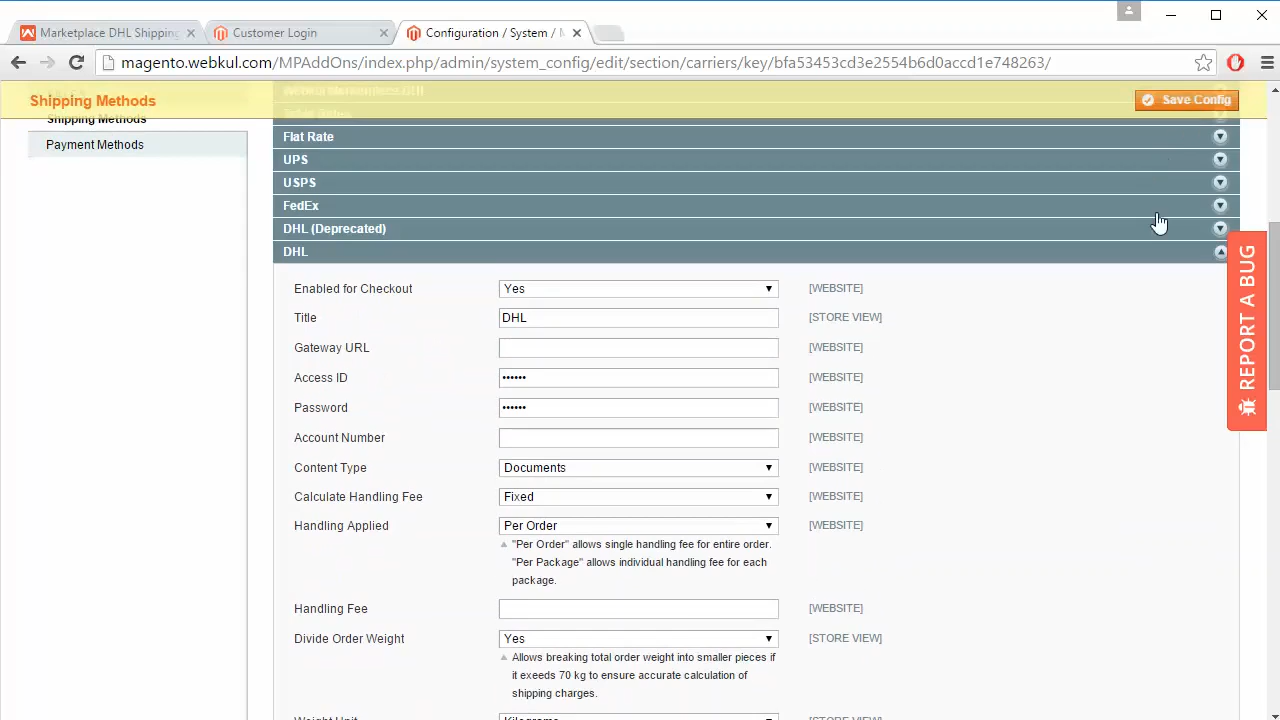 Marketplace DHL Shipping
Customer Login
Configuration / System / M
magento.webkul.com/MPAddOns/index.php/admin/system_config/edit/section/carriers/key/bfa53453cd3e2554b6d0accd1e748263/
Shipping Methods
Save Config
Shipping Methods
Payment Methods
Flat Rate
UPS
USPS
FedEx
DHL (Deprecated)
DHL
REPORT A BUG
Enabled for Checkout Yes [WEBSITE]
Title DHL [STORE VIEW]
Gateway URL [WEBSITE]
Access ID •••••• [WEBSITE]
Password •••••• [WEBSITE]
Account Number [WEBSITE]
Content Type Documents [WEBSITE]
Calculate Handling Fee Fixed [WEBSITE]
Handling Applied Per Order [WEBSITE]
"Per Order" allows single handling fee for entire order.
"Per Package" allows individual handling fee for each
package.
Handling Fee [WEBSITE]
Divide Order Weight Yes [STORE VIEW]
Allows breaking total order weight into smaller pieces if
it exceeds 70 kg to ensure accurate calculation of
shipping charges.
Weight Unit Kilograms [STORE VIEW]